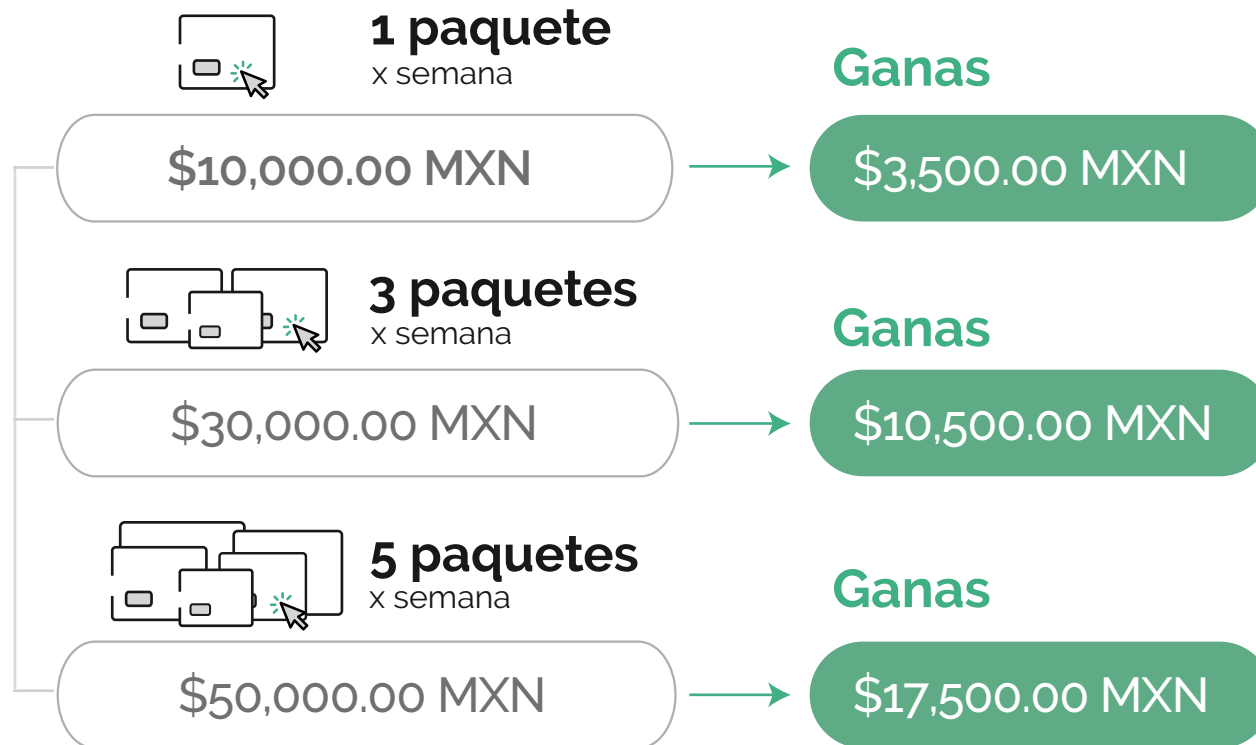 1 paquete
x semana
Ganas
$10,000.00 MXN
$3,500.00 MXN
3 paquetes
x semana
Ganas
$30,000.00 MXN
$10,500.00 MXN
5 paquetes
x semana
Ganas
$50,000.00 MXN
$17,500.00 MXN